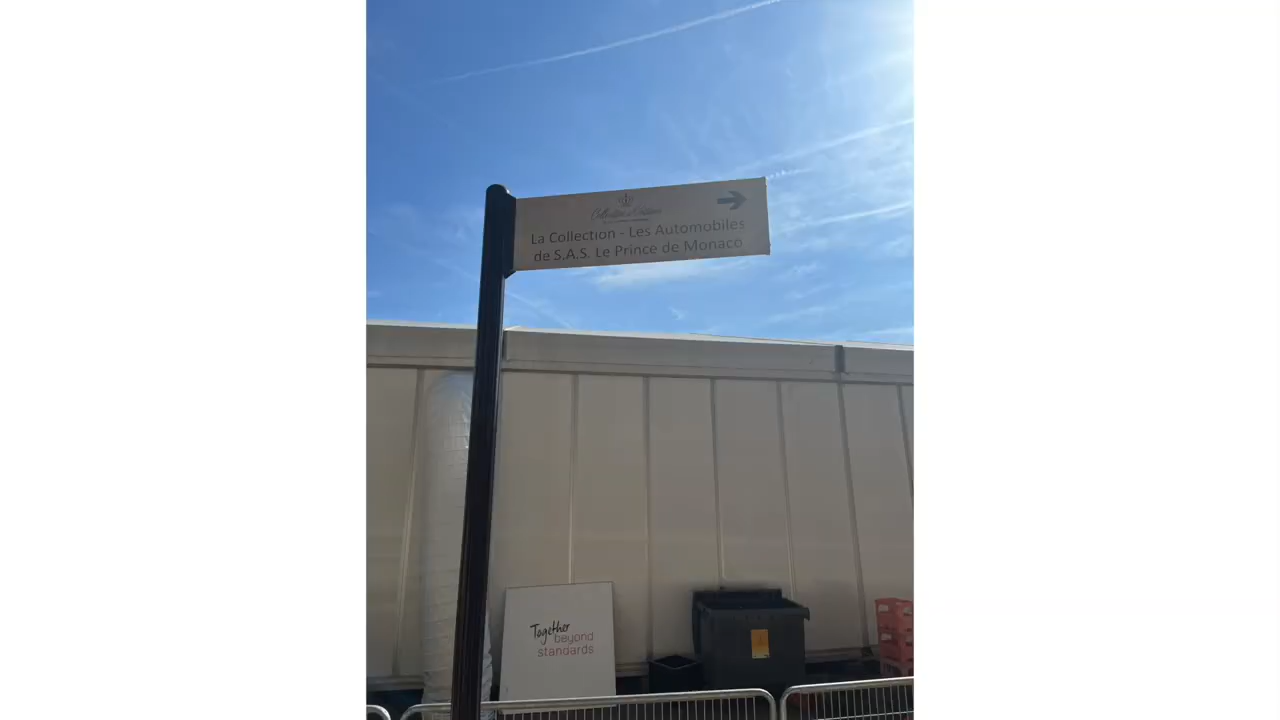 La Collection - Les Automobiles
de S.A.S. Le Prince de Monaco
Together
beyond
standards